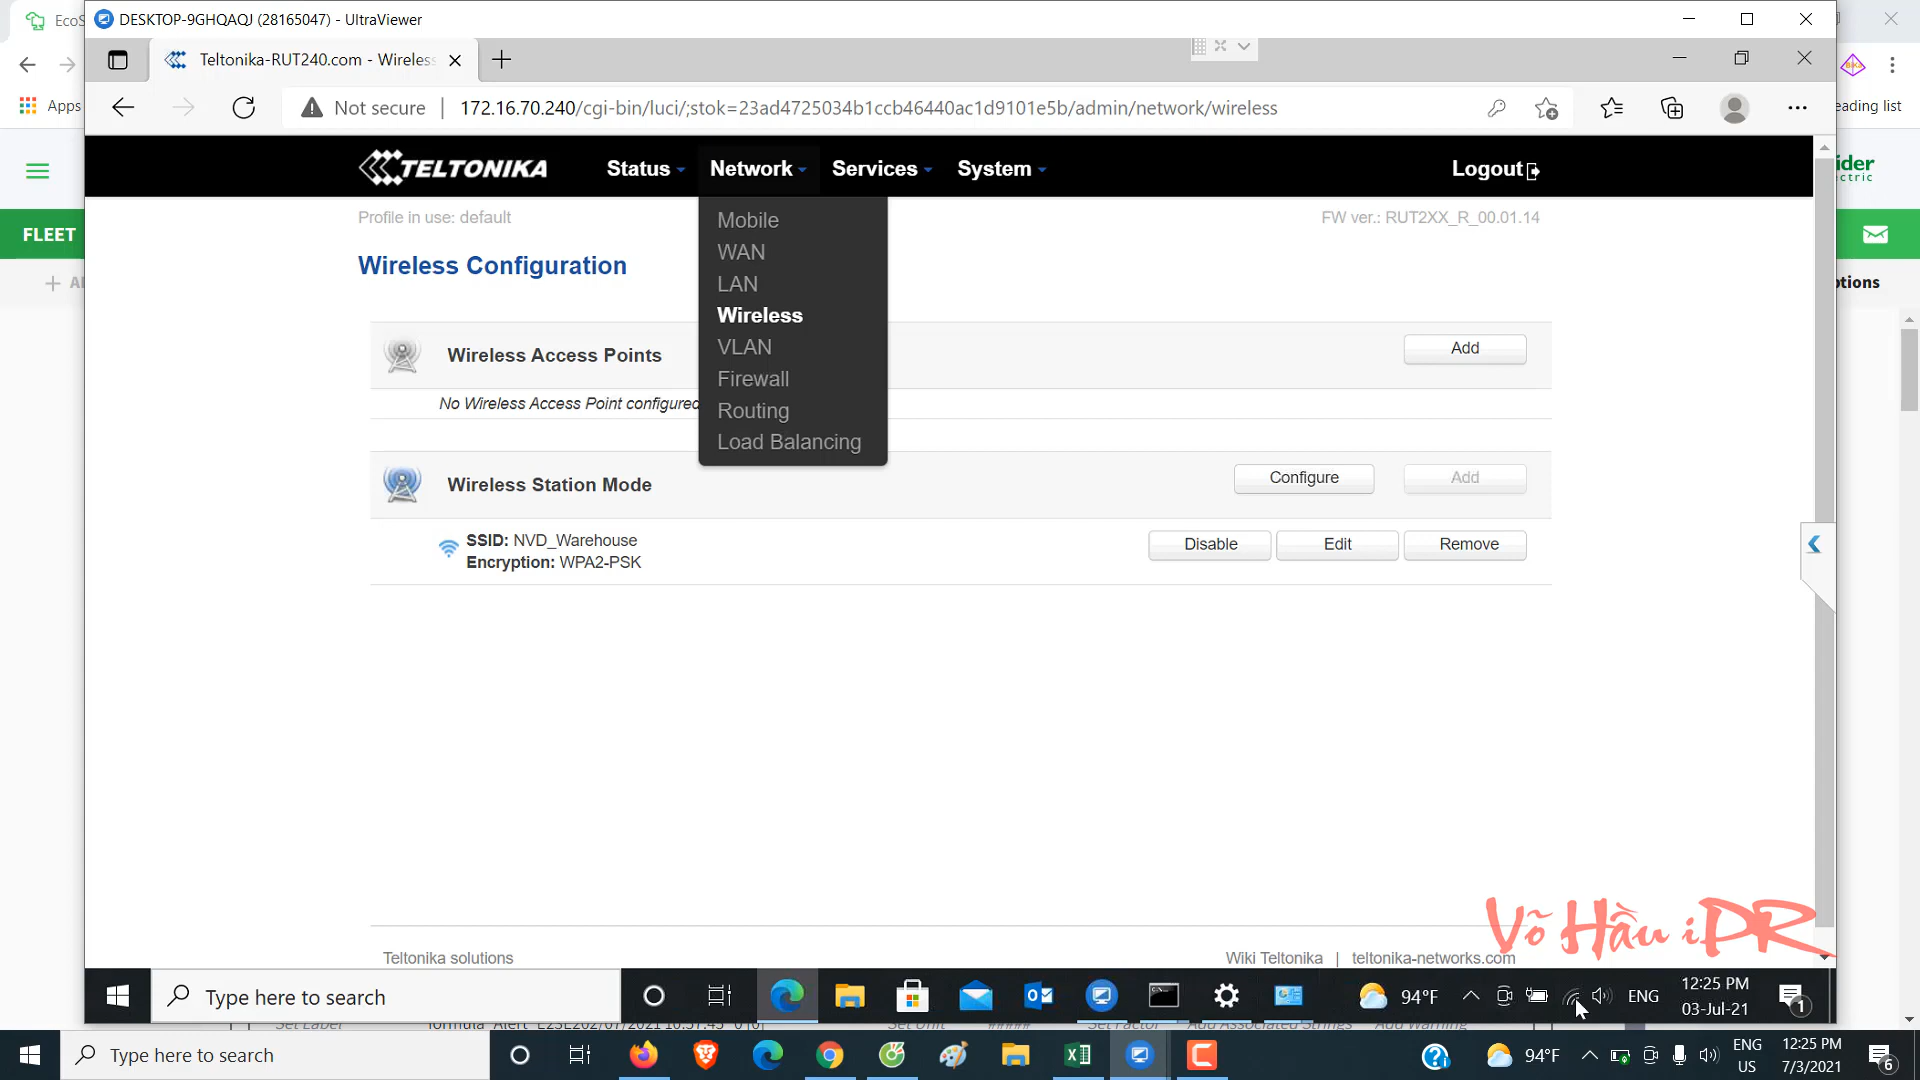 EcoS
DESKTOP-9GHQAQJ (28165047) - UltraViewer
Teltonika-RUT240.com - Wireless
Not secure | 172.16.70.240/cgi-bin/luci/;stok=23ad4725034b1ccb46440ac1d9101e5b/admin/network/wireless
Apps
eading list
TELTONIKA
Status
Network
Services
System
Logout
ider
ectric
Profile in use: default
FW ver.: RUT2XX_R_00.01.14
FLEET
Mobile
WAN
LAN
Wireless
VLAN
Firewall
Routing
Load Balancing
Wireless Configuration
tions
Wireless Access Points
Add
No Wireless Access Point configured
Wireless Station Mode
Configure
Add
SSID: NVD_Warehouse
Encryption: WPA2-PSK
Disable
Edit
Remove
Võ Hầu iDR
Teltonika solutions
Wiki Teltonika | teltonika-networks.com
Type here to search
94°F
ENG
12:25 PM
03-Jul-21
1
Type here to search
94°F
ENG
US
12:25 PM
7/3/2021
6